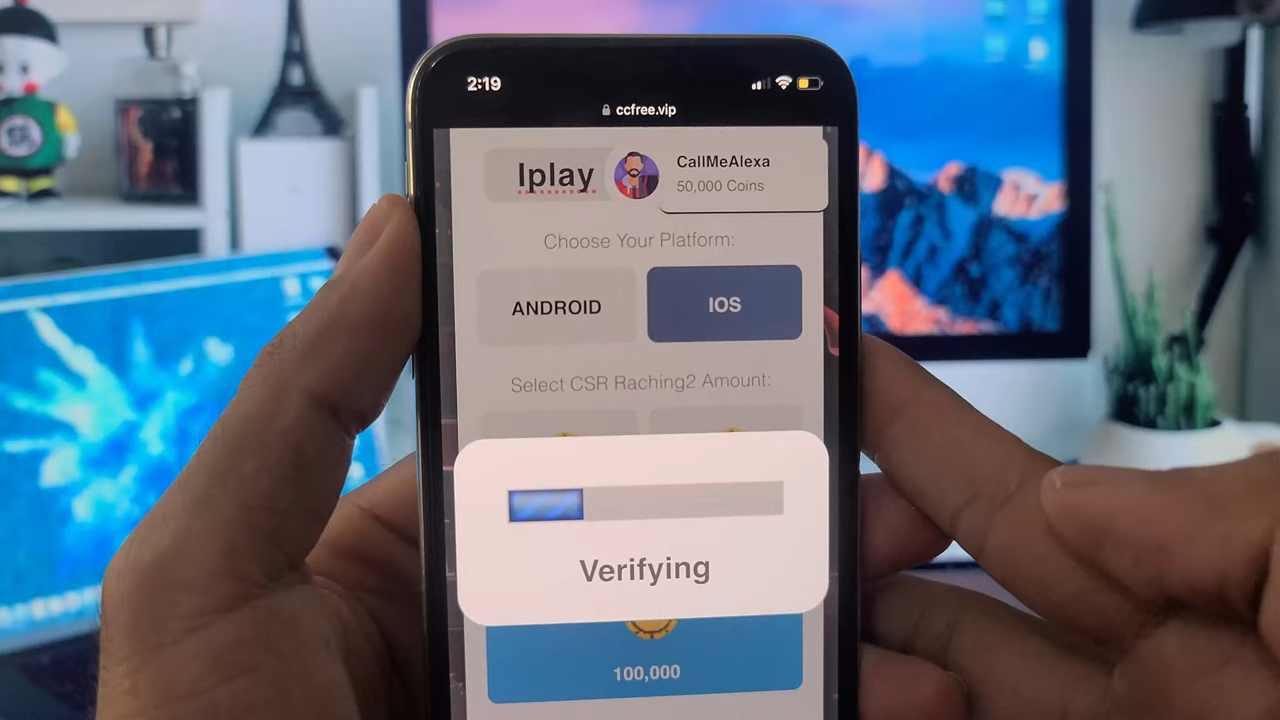 2:19
ccfree.vip
Iplay
CallMeAlexa
50,000 Coins
Choose Your Platform:
ANDROID
IOS
Select CSR Raching2 Amount:
Verifying
100,000